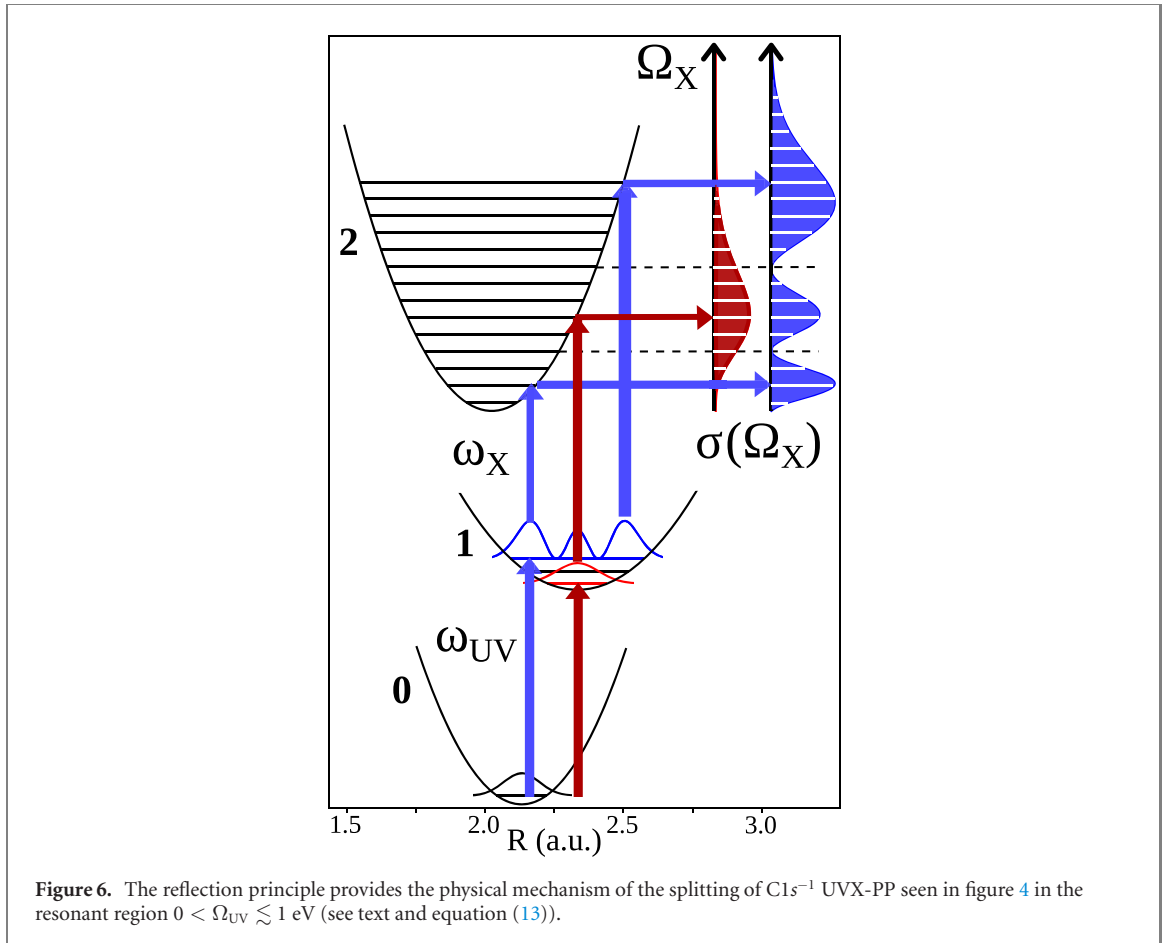 Ω_X
2
ω_X
σ(Ω_X)
1
ω_UV
0
1.5 2.0 2.5 3.0
R (a.u.)
Figure 6. The reflection principle provides the physical mechanism of the splitting of C1s⁻¹ UVX-PP seen in figure 4 in the
resonant region 0 < Ω_UV ≲ 1 eV (see text and equation (13)).